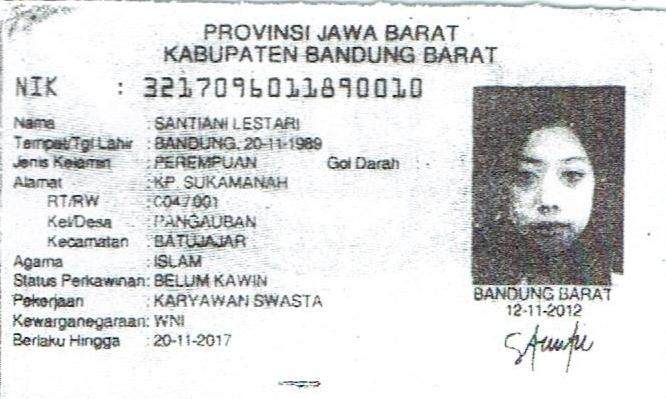 PROVINSI JAWA BARAT
KABUPATEN BANDUNG BARAT
NIK : 3217096011890010
Nama : SANTIANI LESTARI
Tempat/Tgl Lahir : BANDUNG, 20-11-1989
Jenis Kelamin : PEREMPUAN Gol Darah :
Alamat : KP SUKAMANAH
RT/RW : 004/001
Kel/Desa : PANGAUBAN
Kecamatan : BATUJAJAR
Agama : ISLAM
Status Perkawinan: BELUM KAWIN
Pekerjaan : KARYAWAN SWASTA
Kewarganegaraan: WNI
Berlaku Hingga : 20-11-2017
BANDUNG BARAT
12-11-2012